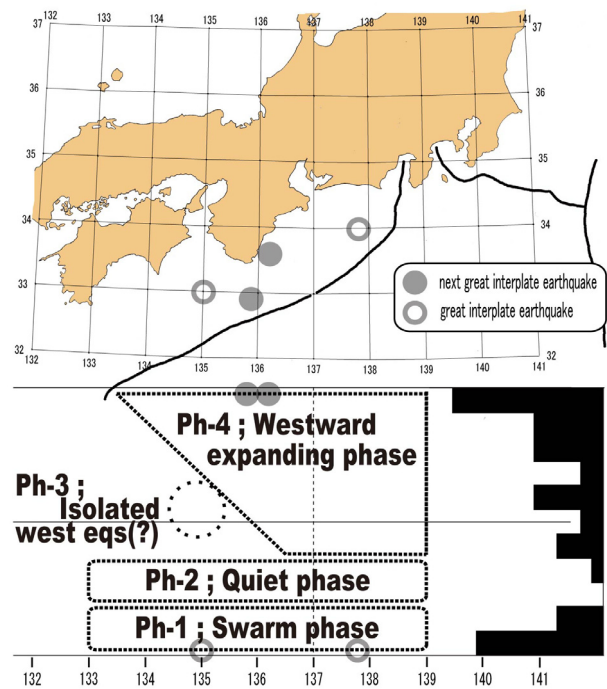 132 133 134 135 136 137 138 139 140 141
37 37
36 36
35 35
34 34
33
32 32
132 133 134 135 136 137 138 139 140 141
next great interplate earthquake
great interplate earthquake
Ph-4 ; Westward
expanding phase
Ph-3 ;
Isolated
west eqs(?)
Ph-2 ; Quiet phase
Ph-1 ; Swarm phase
132 133 134 135 136 137 138 139 140 141